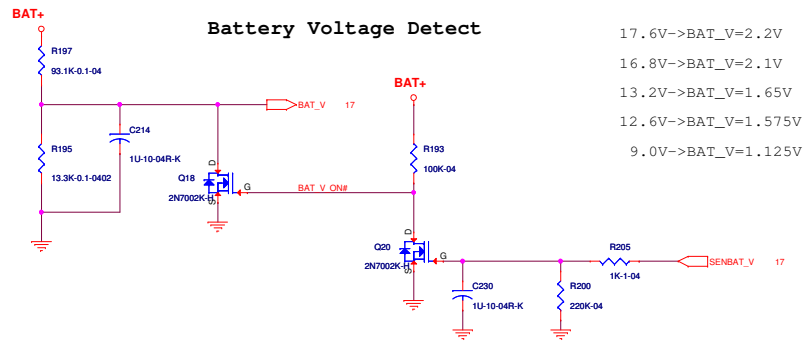 BAT+
Battery Voltage Detect
17.6V->BAT_V=2.2V
16.8V->BAT_V=2.1V
13.2V->BAT_V=1.65V
12.6V->BAT_V=1.575V
9.0V->BAT_V=1.125V
R197
93.1K-0.1-04
BAT+
BAT_V 17
C214
1U-10-04R-K
R195
13.3K-0.1-0402
R193
100K-04
D
Q18
G
S
2N7002K-H
BAT_V_ON#
D
Q20
G
S
2N7002K-H
R205
1K-1-04
SENBAT_V 17
C230
1U-10-04R-K
R200
220K-04